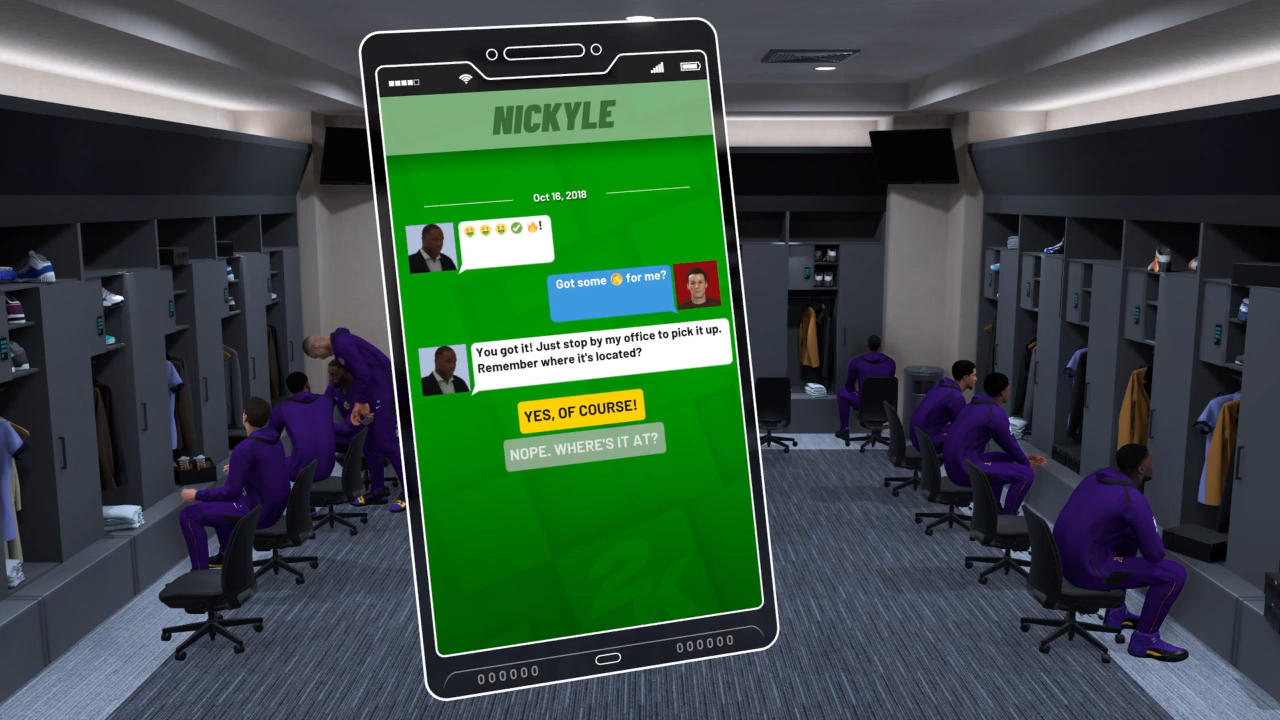 NICKYLE
Oct 16, 2018
🤑 🤑 🤑 ✅ 🔥!
Got some 👏 for me?
You got it! Just stop by my office to pick it up.
Remember where it's located?
YES, OF COURSE!
NOPE. WHERE'S IT AT?
2K